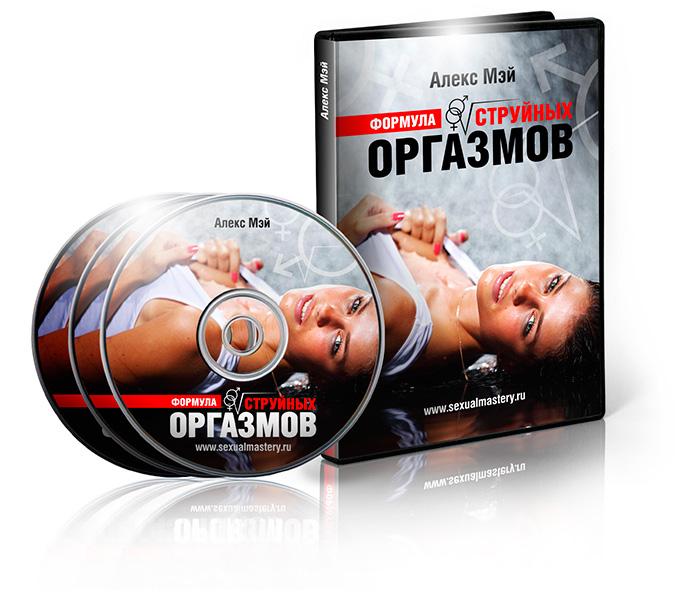 Алекс Мэй
Алекс Мэй
ФОРМУЛА СТРУЙНЫХ
ОРГАЗМОВ
www.sexualmastery.ru
Алекс Мэй
ФОРМУЛА СТРУЙНЫХ
ОРГАЗМОВ
www.sexualmastery.ru